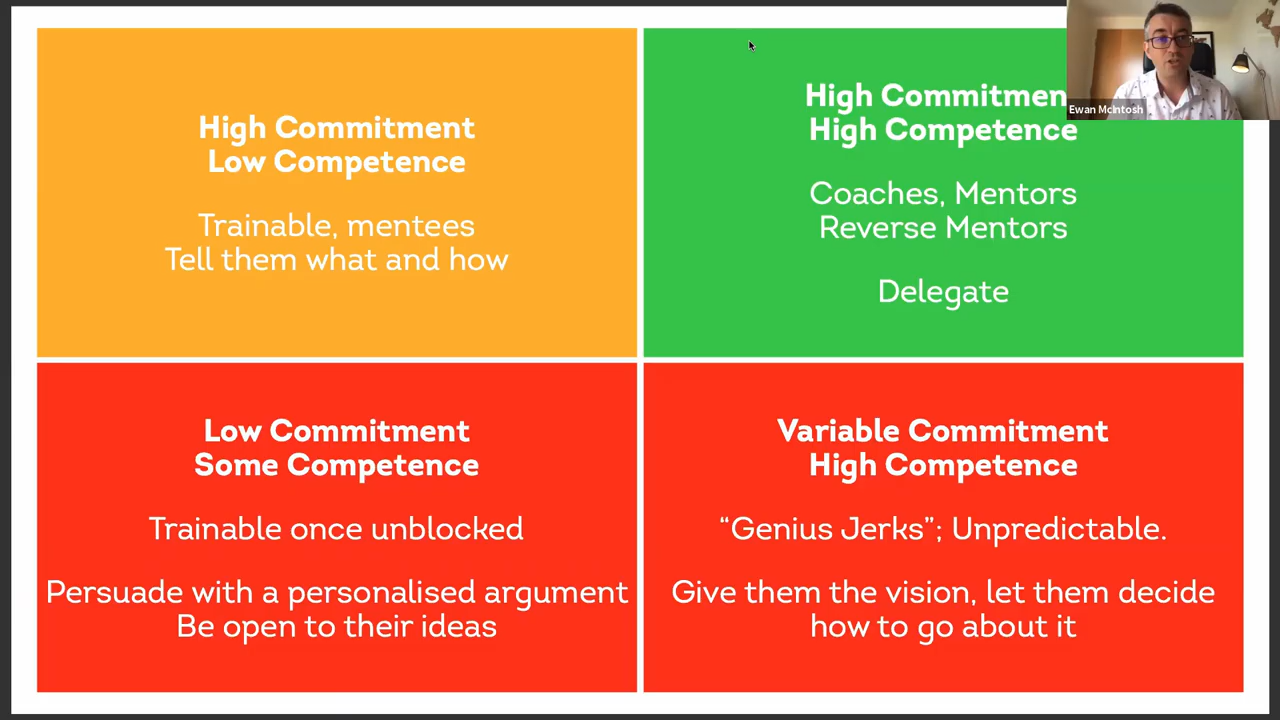 High Commitment
Low Competence
Trainable, mentees
Tell them what and how
High Commitmen
High Competence
Coaches, Mentors
Reverse Mentors
Delegate
Ewan McIntosh
Low Commitment
Some Competence
Trainable once unblocked
Persuade with a personalised argument
Be open to their ideas
Variable Commitment
High Competence
“Genius Jerks”; Unpredictable.
Give them the vision, let them decide
how to go about it